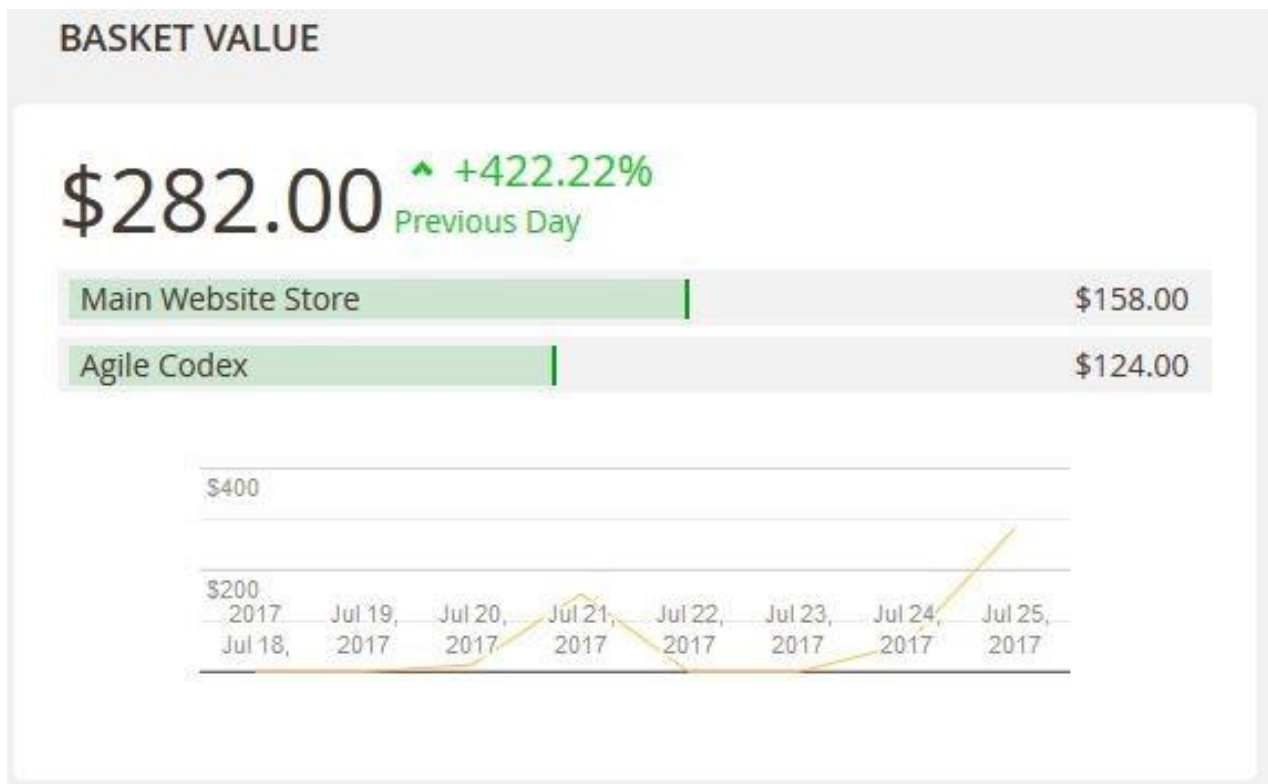 BASKET VALUE
$282.00
+422.22%
Previous Day
Main Website Store $158.00
Agile Codex $124.00
$400
$200
2017 Jul 19, Jul 20, Jul 21, Jul 22, Jul 23, Jul 24, Jul 25,
Jul 18, 2017 2017 2017 2017 2017 2017 2017